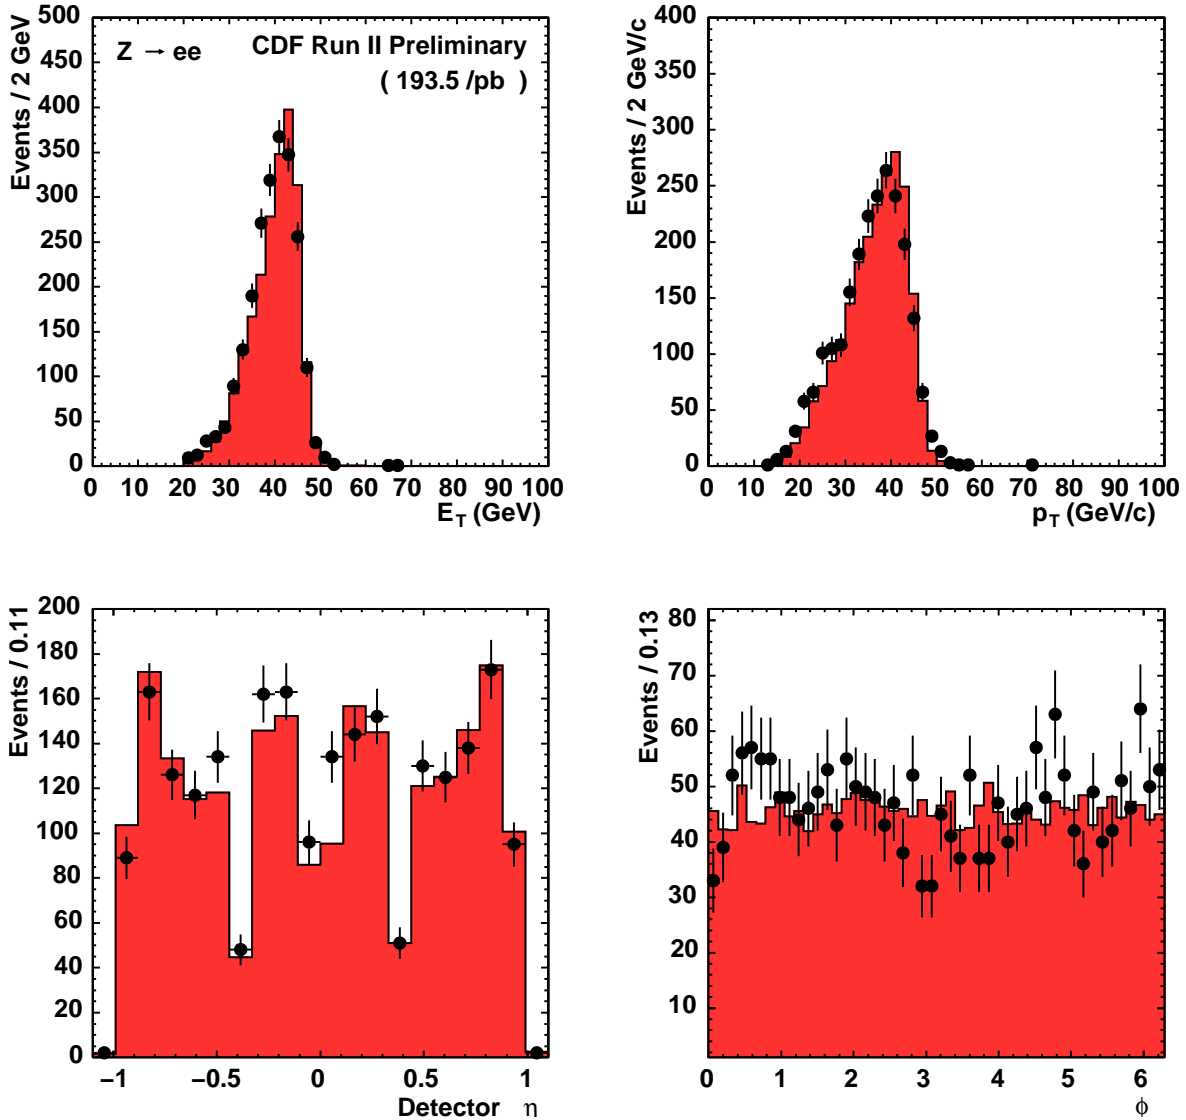 Events / 2 GeV
500
450
400
350
300
250
200
150
100
50
0
Z → ee
CDF Run II Preliminary
( 193.5 /pb )
0 10 20 30 40 50 60 70 80 90 100
E_T (GeV)
Events / 2 GeV/c
400
350
300
250
200
150
100
50
0
0 10 20 30 40 50 60 70 80 90 100
p_T (GeV/c)
Events / 0.11
200
180
160
140
120
100
80
60
40
20
0
−1 −0.5 0 0.5 1
Detector η
Events / 0.13
80
70
60
50
40
30
20
10
0 1 2 3 4 5 6
ϕ